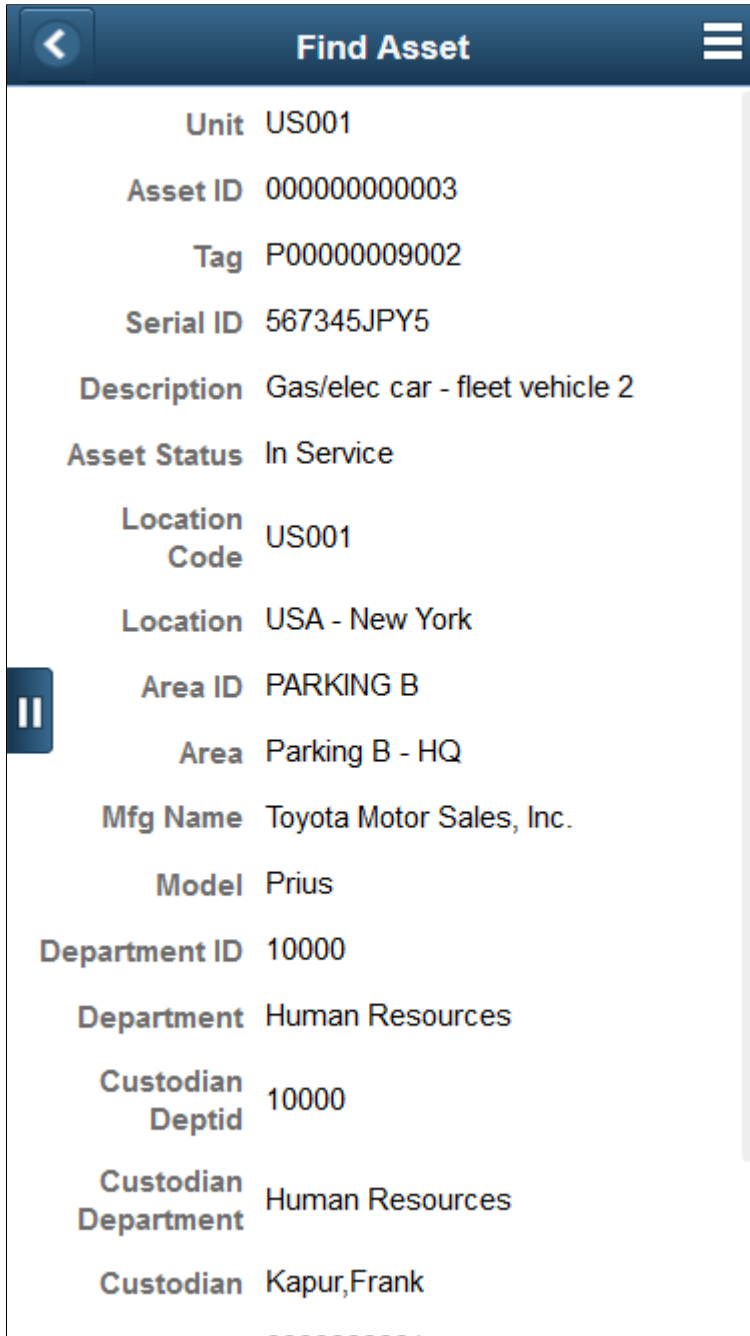 Find Asset
Unit US001
Asset ID 000000000003
Tag P00000009002
Serial ID 567345JPY5
Description Gas/elec car - fleet vehicle 2
Asset Status In Service
Location
Code US001
Location USA - New York
Area ID PARKING B
Area Parking B - HQ
Mfg Name Toyota Motor Sales, Inc.
Model Prius
Department ID 10000
Department Human Resources
Custodian
Deptid 10000
Custodian
Department Human Resources
Custodian Kapur,Frank